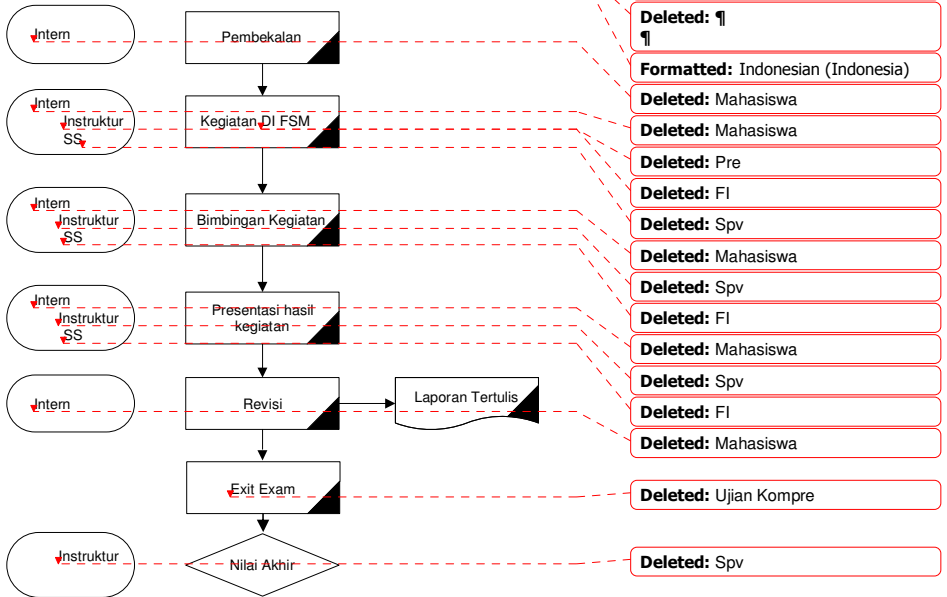 Intern
Pembekalan
Intern
Instruktur
SS
Kegiatan DI FSM
Intern
Instruktur
SS
Bimbingan Kegiatan
Intern
Instruktur
SS
Presentasi hasil
kegiatan
Intern
Revisi
Laporan Tertulis
Exit Exam
Instruktur
Nilai Akhir
Deleted: ¶
¶
Formatted: Indonesian (Indonesia)
Deleted: Mahasiswa
Deleted: Mahasiswa
Deleted: Pre
Deleted: FI
Deleted: Spv
Deleted: Mahasiswa
Deleted: Spv
Deleted: FI
Deleted: Mahasiswa
Deleted: Spv
Deleted: FI
Deleted: Mahasiswa
Deleted: Ujian Kompre
Deleted: Spv